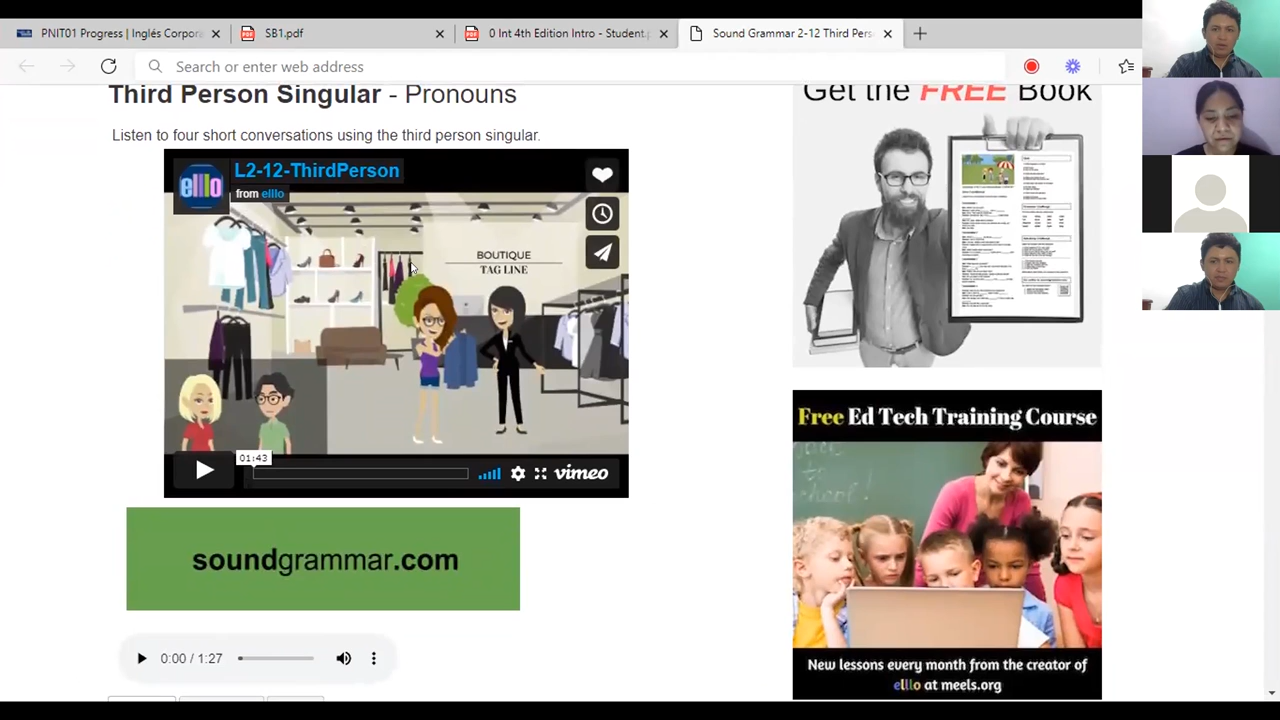 PNIT01 Progress | Inglés Corpora
SB1.pdf
0 Int 4th Edition Intro - Student.p
Sound Grammar 2-12 Third Pers
Search or enter web address
Third Person Singular - Pronouns
Listen to four short conversations using the third person singular.
elllo
L2-12-ThirdPerson
from elllo
BOUTIQUE
TAG LINE
01:43
vimeo
soundgrammar.com
0:00 / 1:27
Get the FREE Book
Free Ed Tech Training Course
New lessons every month from the creator of
elllo at meels.org